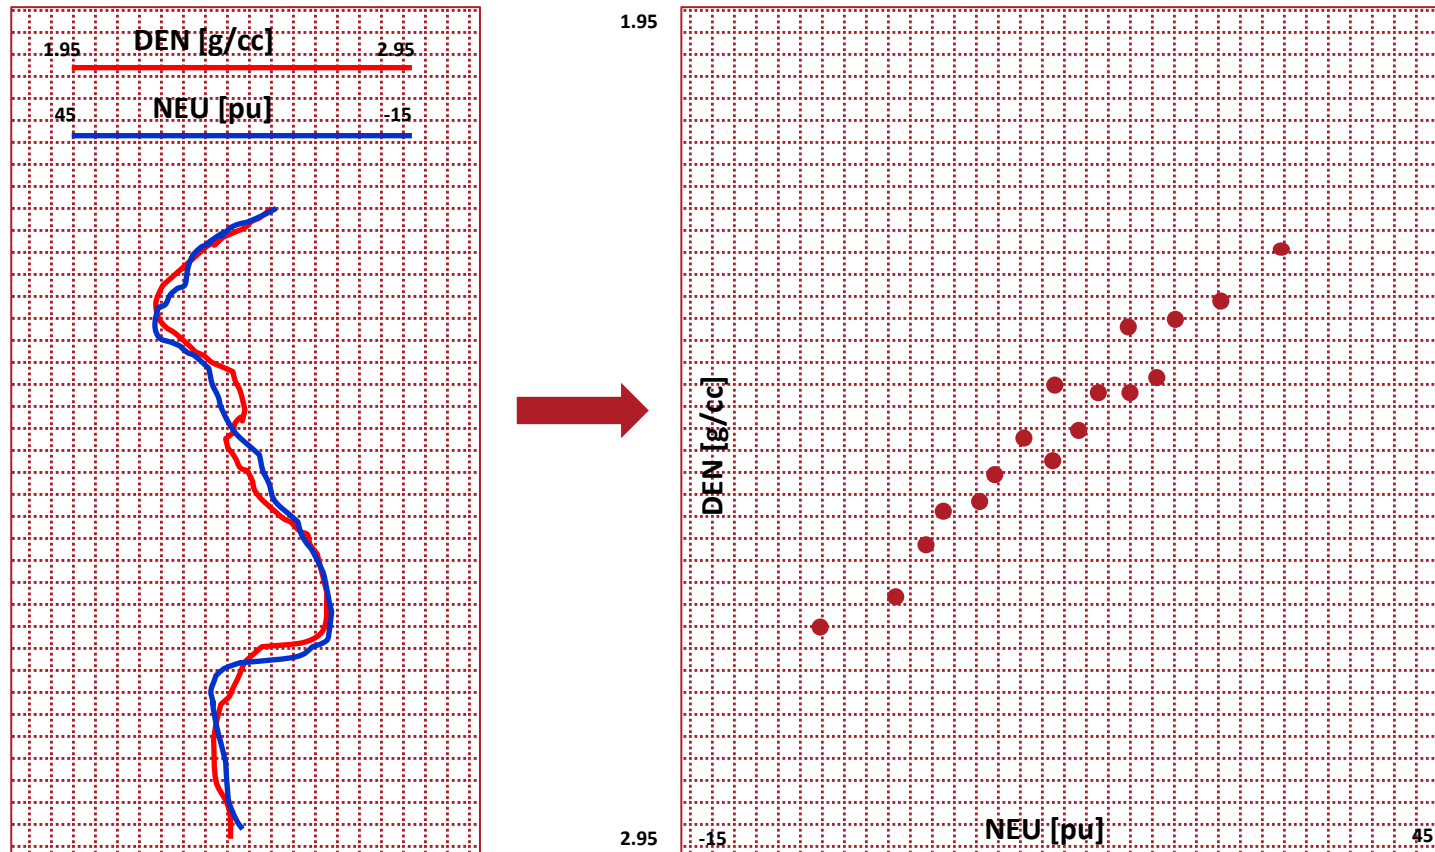 DEN [g/cc]
1.95 2.95
NEU [pu]
45 -15
1.95
DEN [g/cc]
2.95
-15 NEU [pu] 45